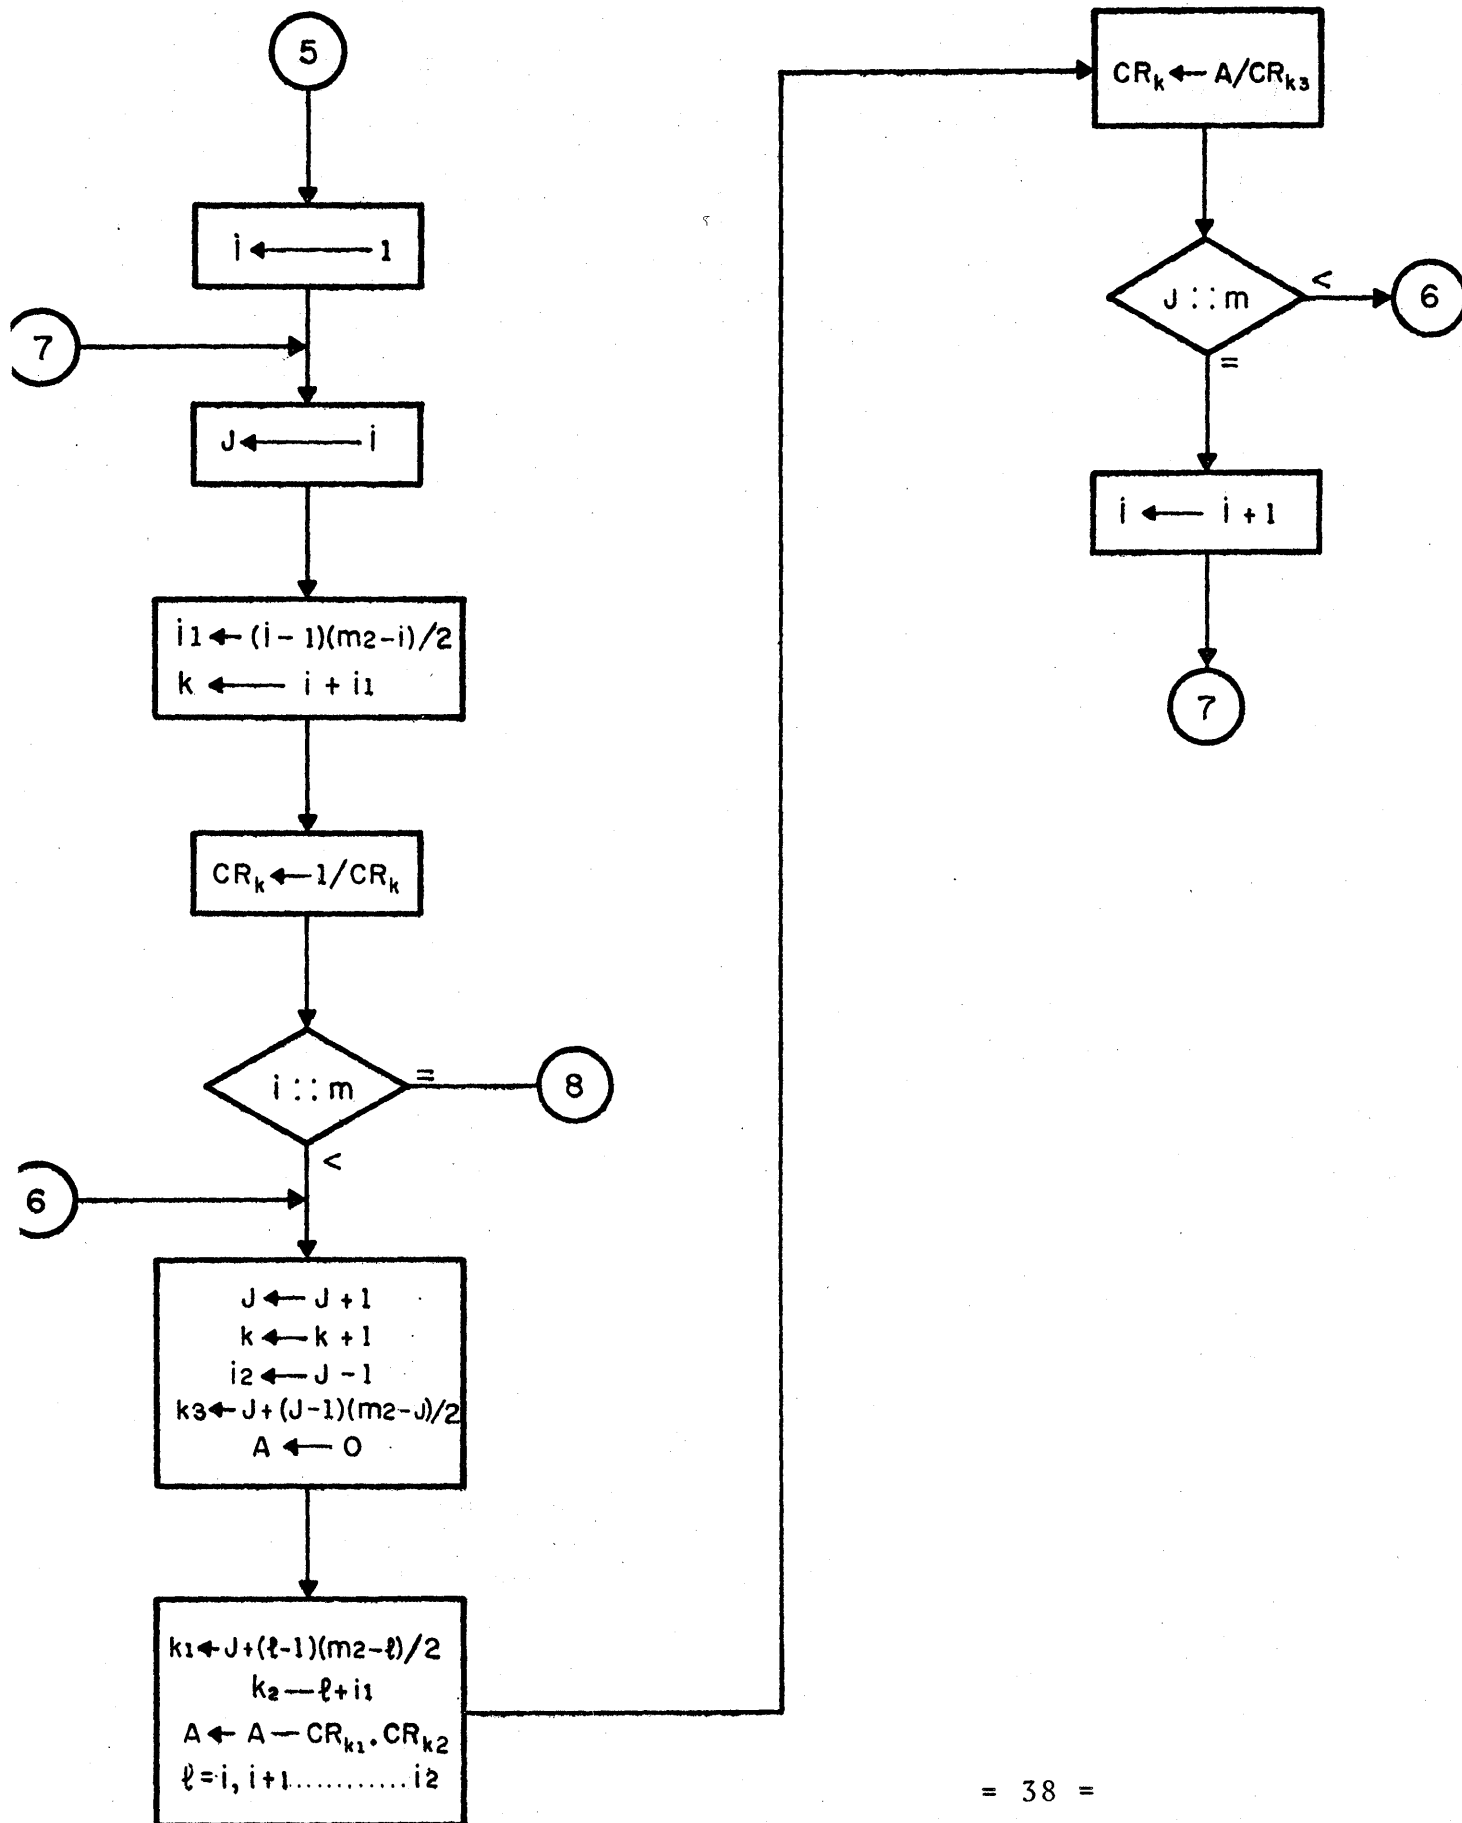 5
i ← 1
7
J ← i
i1 ← (i-1)(m2-i)/2
k ← i + i1
CRk ← 1/CRk
i :: m
=
8
<
6
J ← J + 1
k ← k + 1
i2 ← J - 1
k3 ← J+(J-1)(m2-J)/2
A ← 0
k1 ← J+(ℓ-1)(m2-ℓ)/2
k2 — ℓ+i1
A ← A — CRk1 . CRk2
ℓ = i, i+1............i2
CRk ← A/CRk3
J :: m
<
6
=
i ← i + 1
7
= 38 =